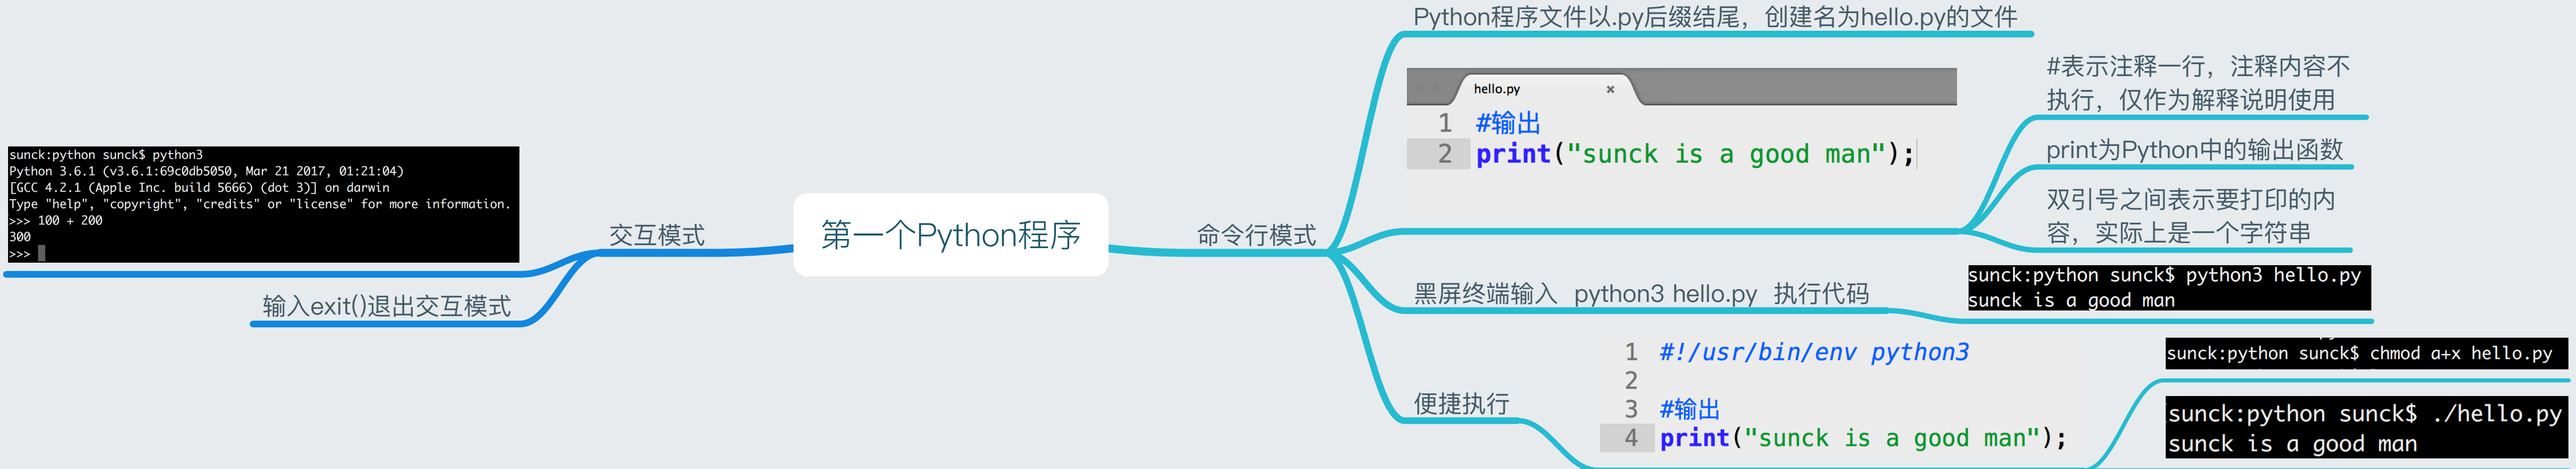 第一个Python程序
交互模式
sunck:python sunck$ python3
Python 3.6.1 (v3.6.1:69c0db5050, Mar 21 2017, 01:21:04)
[GCC 4.2.1 (Apple Inc. build 5666) (dot 3)] on darwin
Type "help", "copyright", "credits" or "license" for more information.
>>> 100 + 200
300
>>>
输入exit()退出交互模式
命令行模式
Python程序文件以.py后缀结尾，创建名为hello.py的文件
hello.py ×
1 #输出
2 print("sunck is a good man");
#表示注释一行，注释内容不
执行，仅作为解释说明使用
print为Python中的输出函数
双引号之间表示要打印的内
容，实际上是一个字符串
黑屏终端输入 python3 hello.py 执行代码
sunck:python sunck$ python3 hello.py
sunck is a good man
便捷执行
1 #!/usr/bin/env python3
2
3 #输出
4 print("sunck is a good man");
sunck:python sunck$ chmod a+x hello.py
sunck:python sunck$ ./hello.py
sunck is a good man